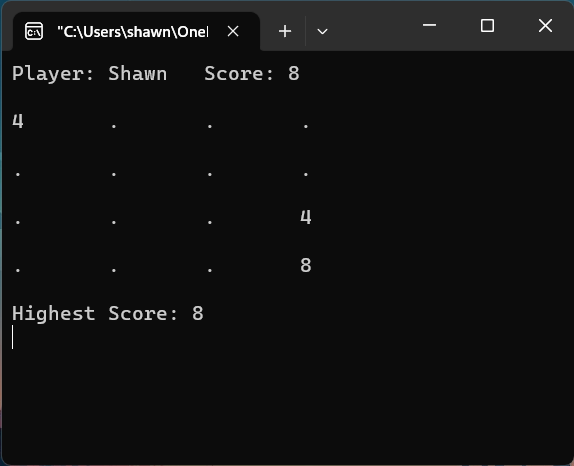 "C:\Users\shawn\OneI
Player: Shawn   Score: 8
4       .       .       .
.       .       .       .
.       .       .       4
.       .       .       8
Highest Score: 8